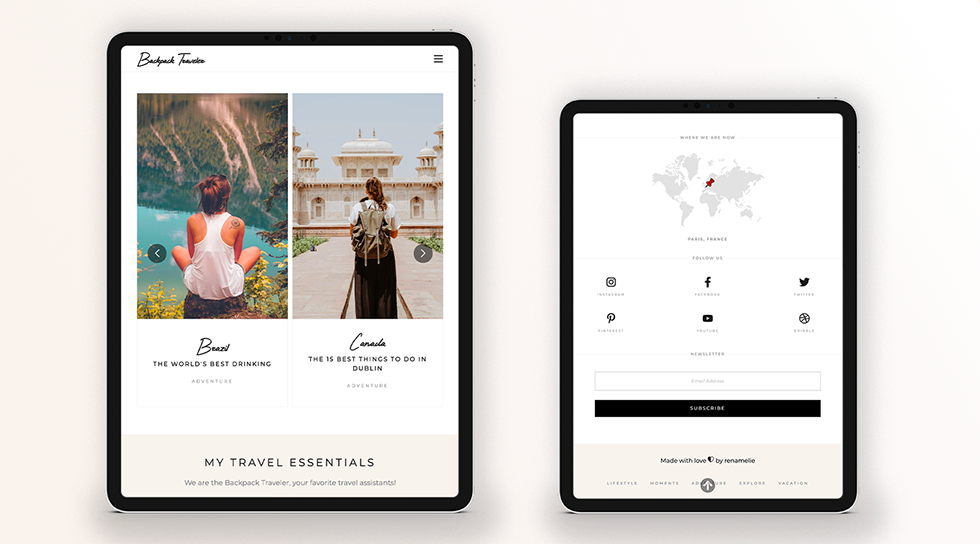 Backpack Traveler
Brazil
THE WORLD'S BEST DRINKING
ADVENTURE
Canada
THE 15 BEST THINGS TO DO IN
DUBLIN
ADVENTURE
MY TRAVEL ESSENTIALS
We are the Backpack Traveler, your favorite travel assistants!
WHERE WE ARE NOW
PARIS, FRANCE
FOLLOW US
INSTAGRAM
FACEBOOK
TWITTER
PINTEREST
YOUTUBE
DRIBBLE
NEWSLETTER
Email Address
SUBSCRIBE
Made with love by renamelie
LIFESTYLE MOMENTS EXPLORE VACATION